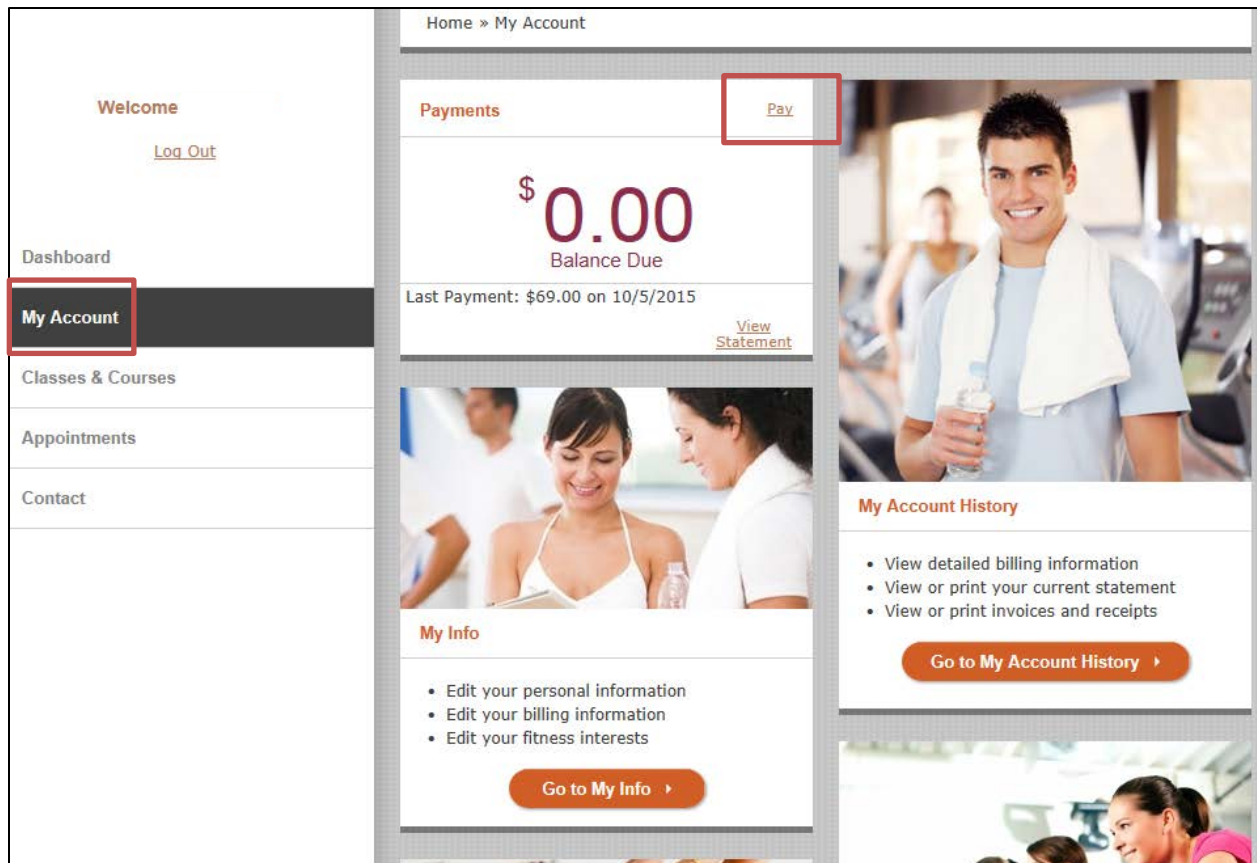 Home » My Account
Welcome
Log Out
Dashboard
My Account
Classes & Courses
Appointments
Contact
Payments
Pay
$0.00
Balance Due
Last Payment: $69.00 on 10/5/2015
View
Statement
My Info
• Edit your personal information
• Edit your billing information
• Edit your fitness interests
Go to My Info
My Account History
• View detailed billing information
• View or print your current statement
• View or print invoices and receipts
Go to My Account History